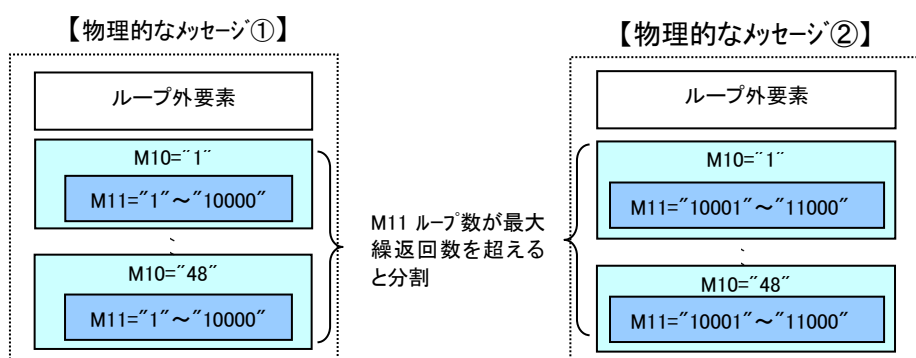 【物理的なメッセージ①】
ループ外要素
M10="1"
M11="1"～"10000"
M10="48"
M11="1"～"10000"
M11 ループ数が最大
繰返回数を超える
と分割
【物理的なメッセージ②】
ループ外要素
M10="1"
M11="10001"～"11000"
M10="48"
M11="10001"～"11000"